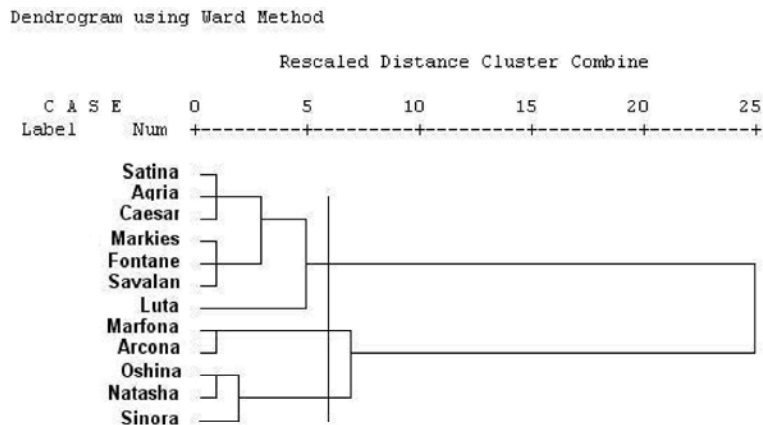 Dendrogram using Ward Method
Rescaled Distance Cluster Combine
C A S E 0 5 10 15 20 25
Label Num +---------+---------+---------+---------+---------+
Satina
Agria
Caesar
Markies
Fontane
Savalan
Luta
Marfona
Arcona
Oshina
Natasha
Sinora